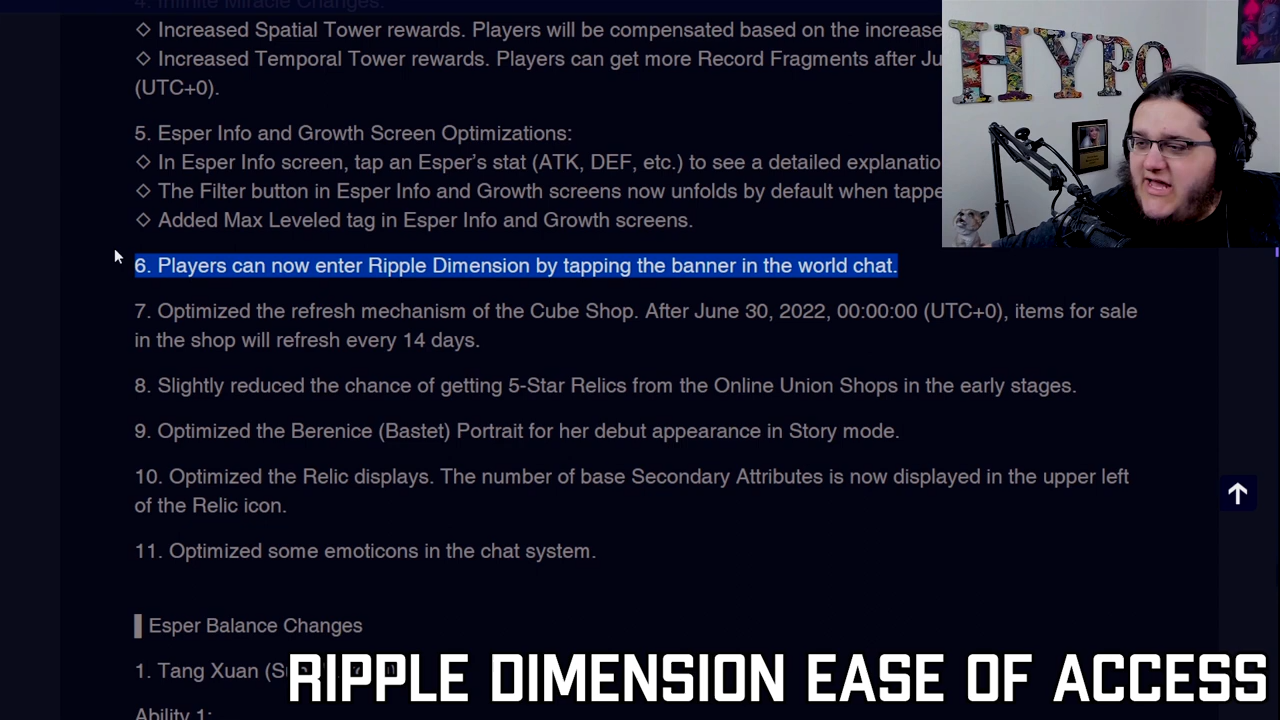 4. Infinite Miracle Changes:
◇ Increased Spatial Tower rewards. Players will be compensated based on the increase
◇ Increased Temporal Tower rewards. Players can get more Record Fragments after Ju
(UTC+0).
HYPO
5. Esper Info and Growth Screen Optimizations:
◇ In Esper Info screen, tap an Esper's stat (ATK, DEF, etc.) to see a detailed explanatio
◇ The Filter button in Esper Info and Growth screens now unfolds by default when tappe
◇ Added Max Leveled tag in Esper Info and Growth screens.
6. Players can now enter Ripple Dimension by tapping the banner in the world chat.
7. Optimized the refresh mechanism of the Cube Shop. After June 30, 2022, 00:00:00 (UTC+0), items for sale
in the shop will refresh every 14 days.
8. Slightly reduced the chance of getting 5-Star Relics from the Online Union Shops in the early stages.
9. Optimized the Berenice (Bastet) Portrait for her debut appearance in Story mode.
10. Optimized the Relic displays. The number of base Secondary Attributes is now displayed in the upper left
of the Relic icon.
11. Optimized some emoticons in the chat system.
Esper Balance Changes
1. Tang Xuan
RIPPLE DIMENSION EASE OF ACCESS
Ability 1: